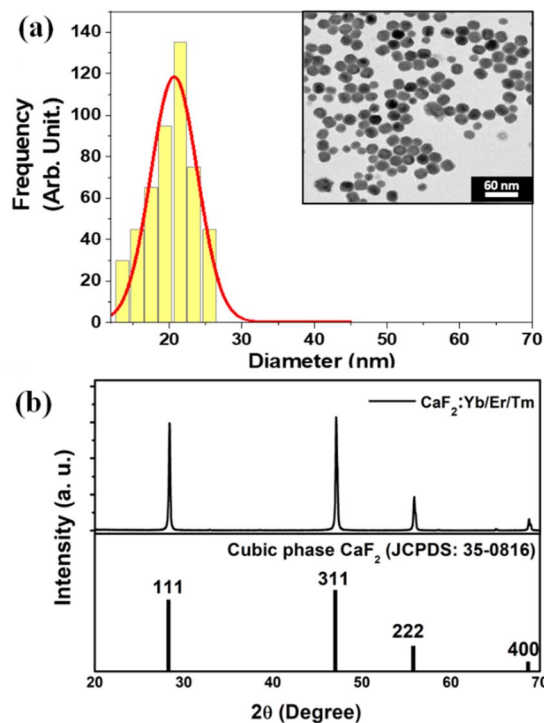 (a)
140
120
100
80
60
40
20
0
Frequency
(Arb. Unit.)
60 nm
20 30 40 50 60 70
Diameter (nm)
(b)
CaF2:Yb/Er/Tm
Intensity (a. u.)
Cubic phase CaF2 (JCPDS: 35-0816)
111
311
222
400
20 30 40 50 60 70
2θ (Degree)